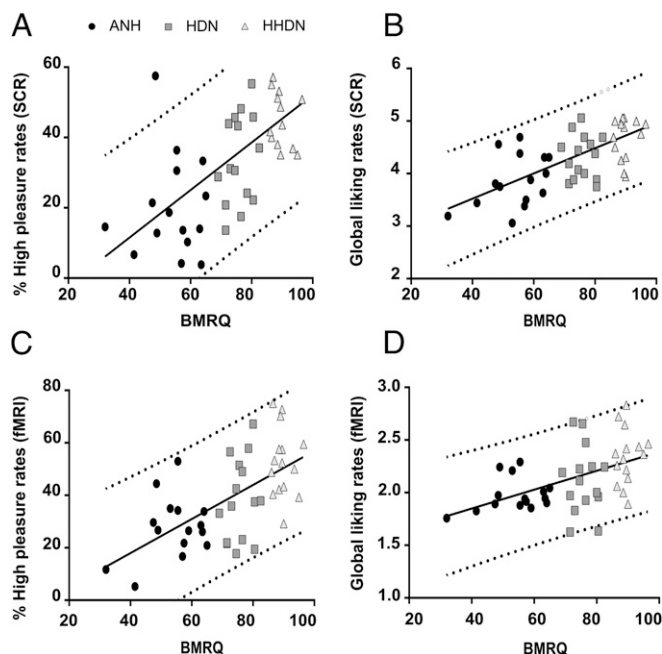 A B
ANH HDN HHDN
% High pleasure rates (SCR)
60
40
20
0
20 40 60 80 100
BMRQ
Global liking rates (SCR)
6
5
4
3
2
20 40 60 80 100
BMRQ
C D
% High pleasure rates (fMRI)
80
60
40
20
0
20 40 60 80 100
BMRQ
Global liking rates (fMRI)
3.0
2.5
2.0
1.5
1.0
20 40 60 80 100
BMRQ